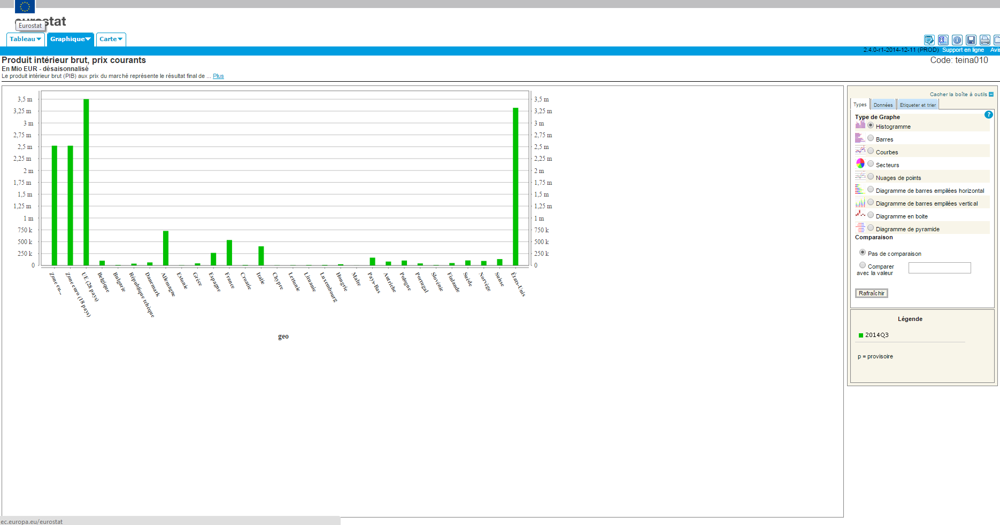 eurostat
Eurostat
Tableau
Graphique
Carte
2.4.0-r1-2014-12-11 (PROD) Support en ligne Avis
Produit intérieur brut, prix courants
Code: teina010
En Mio EUR - désaisonnalisé
Le produit intérieur brut (PIB) aux prix du marché représente le résultat final de ... Plus
3,5 m
3,25 m
3 m
2,75 m
2,5 m
2,25 m
2 m
1,75 m
1,5 m
1,25 m
1 m
750 k
500 k
250 k
0
3,5 m
3,25 m
3 m
2,75 m
2,5 m
2,25 m
2 m
1,75 m
1,5 m
1,25 m
1 m
750 k
500 k
250 k
0
Zone eu...
Zone euro (18 pays)
UE (28 pays)
Belgique
Bulgarie
République tchèque
Danemark
Allemagne
Estonie
Grèce
Espagne
France
Croatie
Italie
Chypre
Lettonie
Lituanie
Luxembourg
Hongrie
Malte
Pays-Bas
Autriche
Pologne
Portugal
Slovénie
Finlande
Suède
Norvège
Suisse
États-Unis
geo
Cacher la boîte à outils
Types
Données
Etiqueter et trier
?
Type de Graphe
Histogramme
Barres
Courbes
Secteurs
Nuages de points
Diagramme de barres empilées horizontal
Diagramme de barres empilées vertical
Diagramme en boite
Diagramme de pyramide
Comparaison
Pas de comparaison
Comparer
avec la valeur
Rafraîchir
Légende
2014Q3
p = provisoire
ec.europa.eu/eurostat